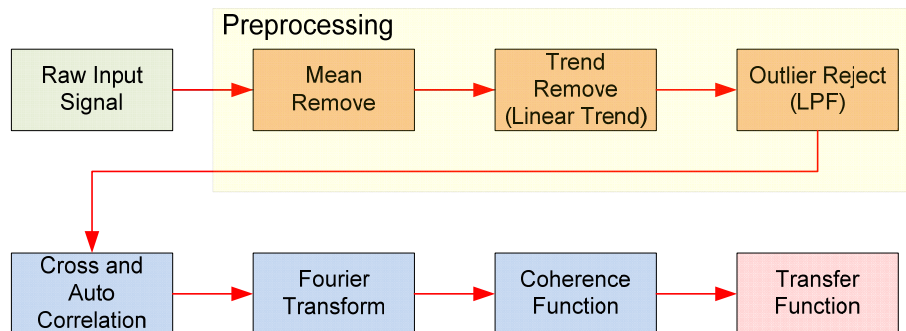 Preprocessing
Raw Input
Signal
Mean
Remove
Trend
Remove
(Linear Trend)
Outlier Reject
(LPF)
Cross and
Auto
Correlation
Fourier
Transform
Coherence
Function
Transfer
Function